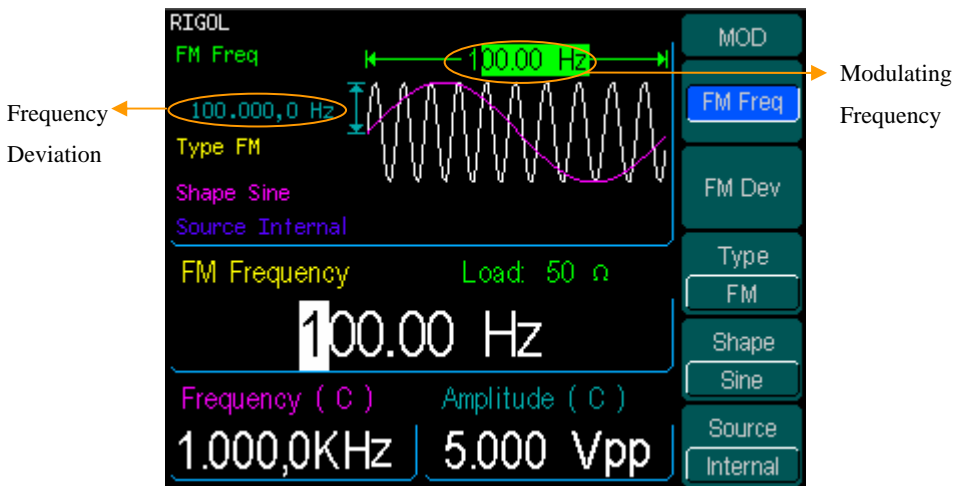 RIGOL
MOD
FM Freq
100.00 Hz
Modulating
Frequency
FM Freq
Frequency
Deviation
100.000,0 Hz
Type FM
Shape Sine
Source Internal
FM Dev
FM Frequency
Load: 50 Ω
100.00 Hz
Type
FM
Shape
Sine
Frequency ( C )
Amplitude ( C )
1.000,0KHz
5.000 Vpp
Source
Internal